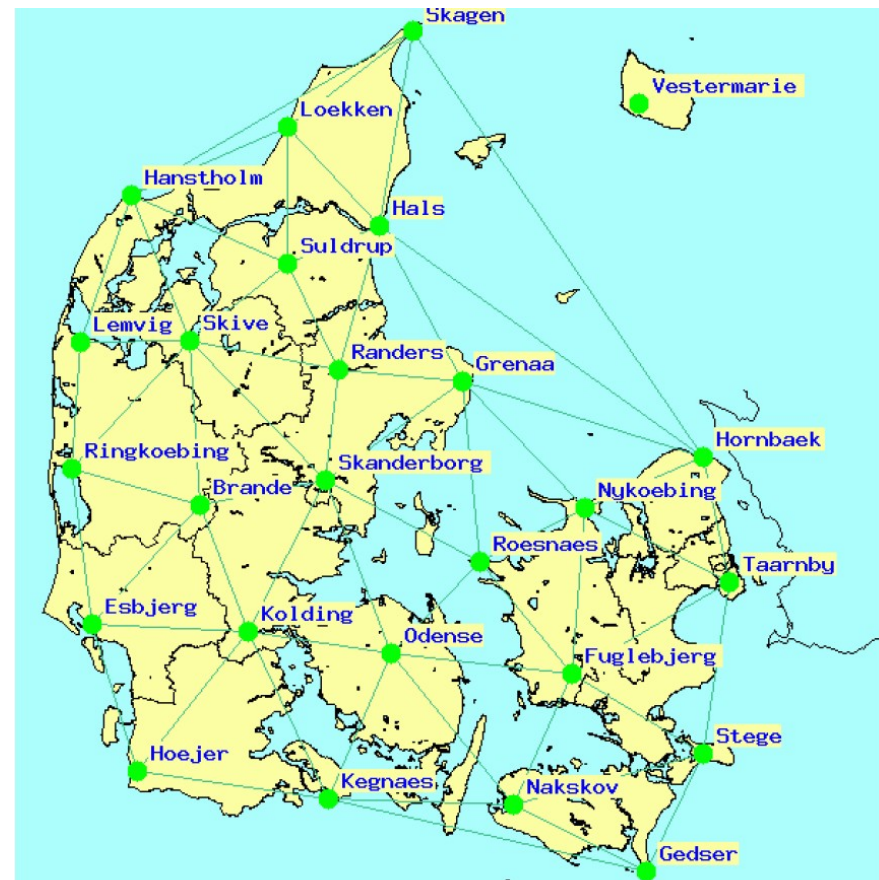 Skagen
Vestermarie
Loekken
Hanstholm
Hals
Suldrup
Lemvig
Skive
Randers
Grenaa
Hornbaek
Ringkoebing
Skanderborg
Brande
Nykoebing
Roesnaes
Taarnby
Esbjerg
Kolding
Odense
Fuglebjerg
Stege
Hoejer
Kegnaes
Nakskov
Gedser